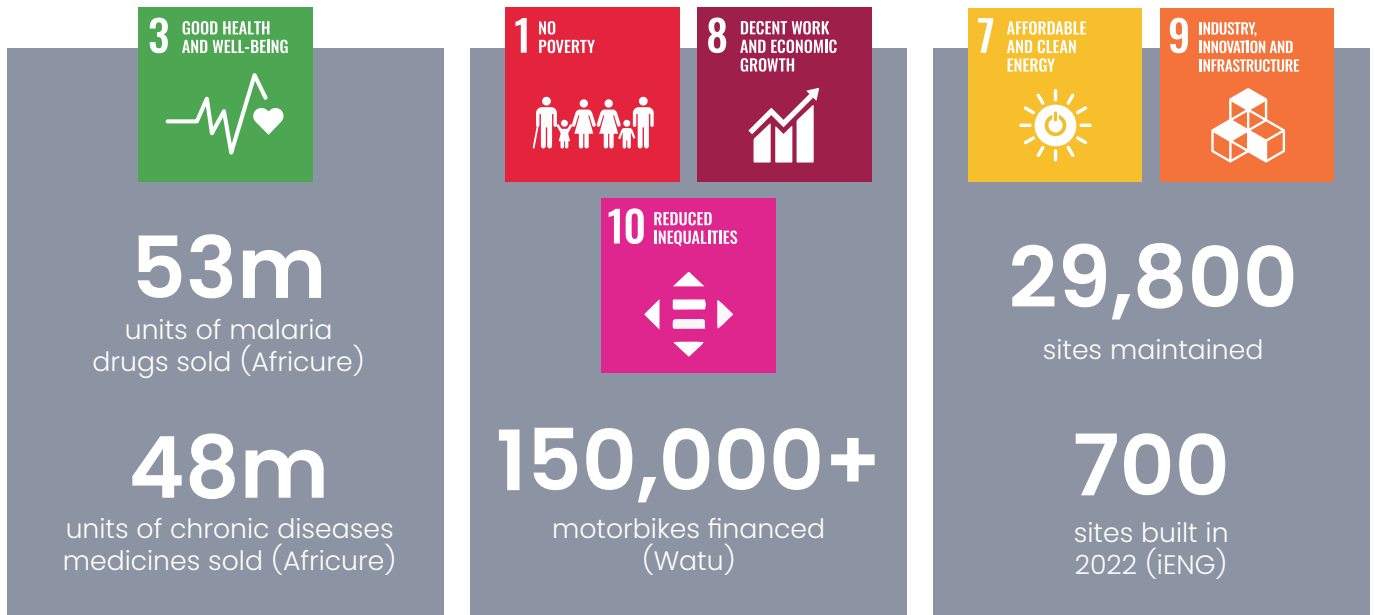 3 GOOD HEALTH
AND WELL-BEING
53m
units of malaria
drugs sold (Africure)
48m
units of chronic diseases
medicines sold (Africure)
1 NO
POVERTY
8 DECENT WORK
AND ECONOMIC
GROWTH
10 REDUCED
INEQUALITIES
150,000+
motorbikes financed
(Watu)
7 AFFORDABLE
AND CLEAN
ENERGY
9 INDUSTRY,
INNOVATION AND
INFRASTRUCTURE
29,800
sites maintained
700
sites built in
2022 (iENG)